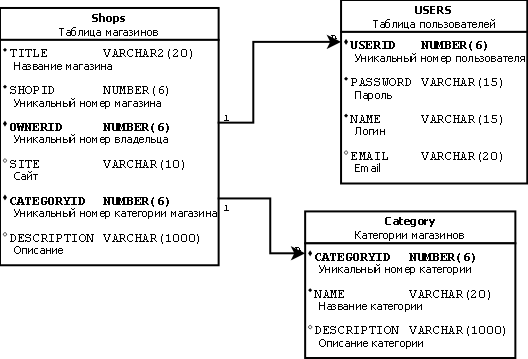 Shops
Таблица магазинов
TITLE VARCHAR2(20)
Название магазина
SHOPID NUMBER(6)
Уникальный номер магазина
OWNERID NUMBER(6)
Уникальный номер владельца
SITE VARCHAR(10)
Сайт
CATEGORYID NUMBER(6)
Уникальный номер категории магазина
DESCRIPTION VARCHAR(1000)
Описание
1
1
USERS
Таблица пользователей
USERID NUMBER(6)
Уникальный номер пользователя
PASSWORD VARCHAR(15)
Пароль
NAME VARCHAR(15)
Логин
EMAIL VARCHAR(20)
Email
Category
Категории магазинов
CATEGORYID NUMBER(6)
Уникальный номер категории
NAME VARCHAR(20)
Название категории
DESCRIPTION VARCHAR(1000)
Описание категории